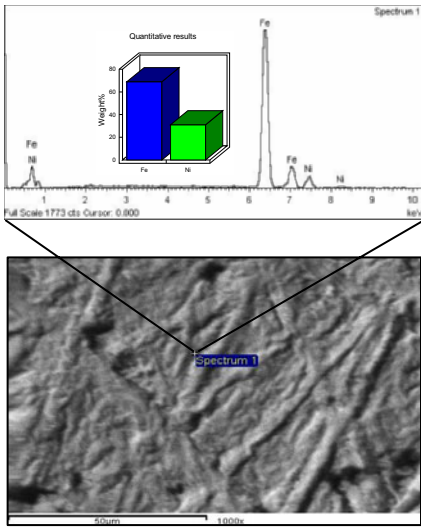 Spectrum 1
Quantitative results
Weight%
80
60
40
20
0
Fe Ni
Fe
Fe
Ni
Fe
Ni
Ni
1 2 3 4 5 6 7 8 9 10
Full Scale 1773 cts Cursor: 0.000 keV
Spectrum 1
50µm 1000x